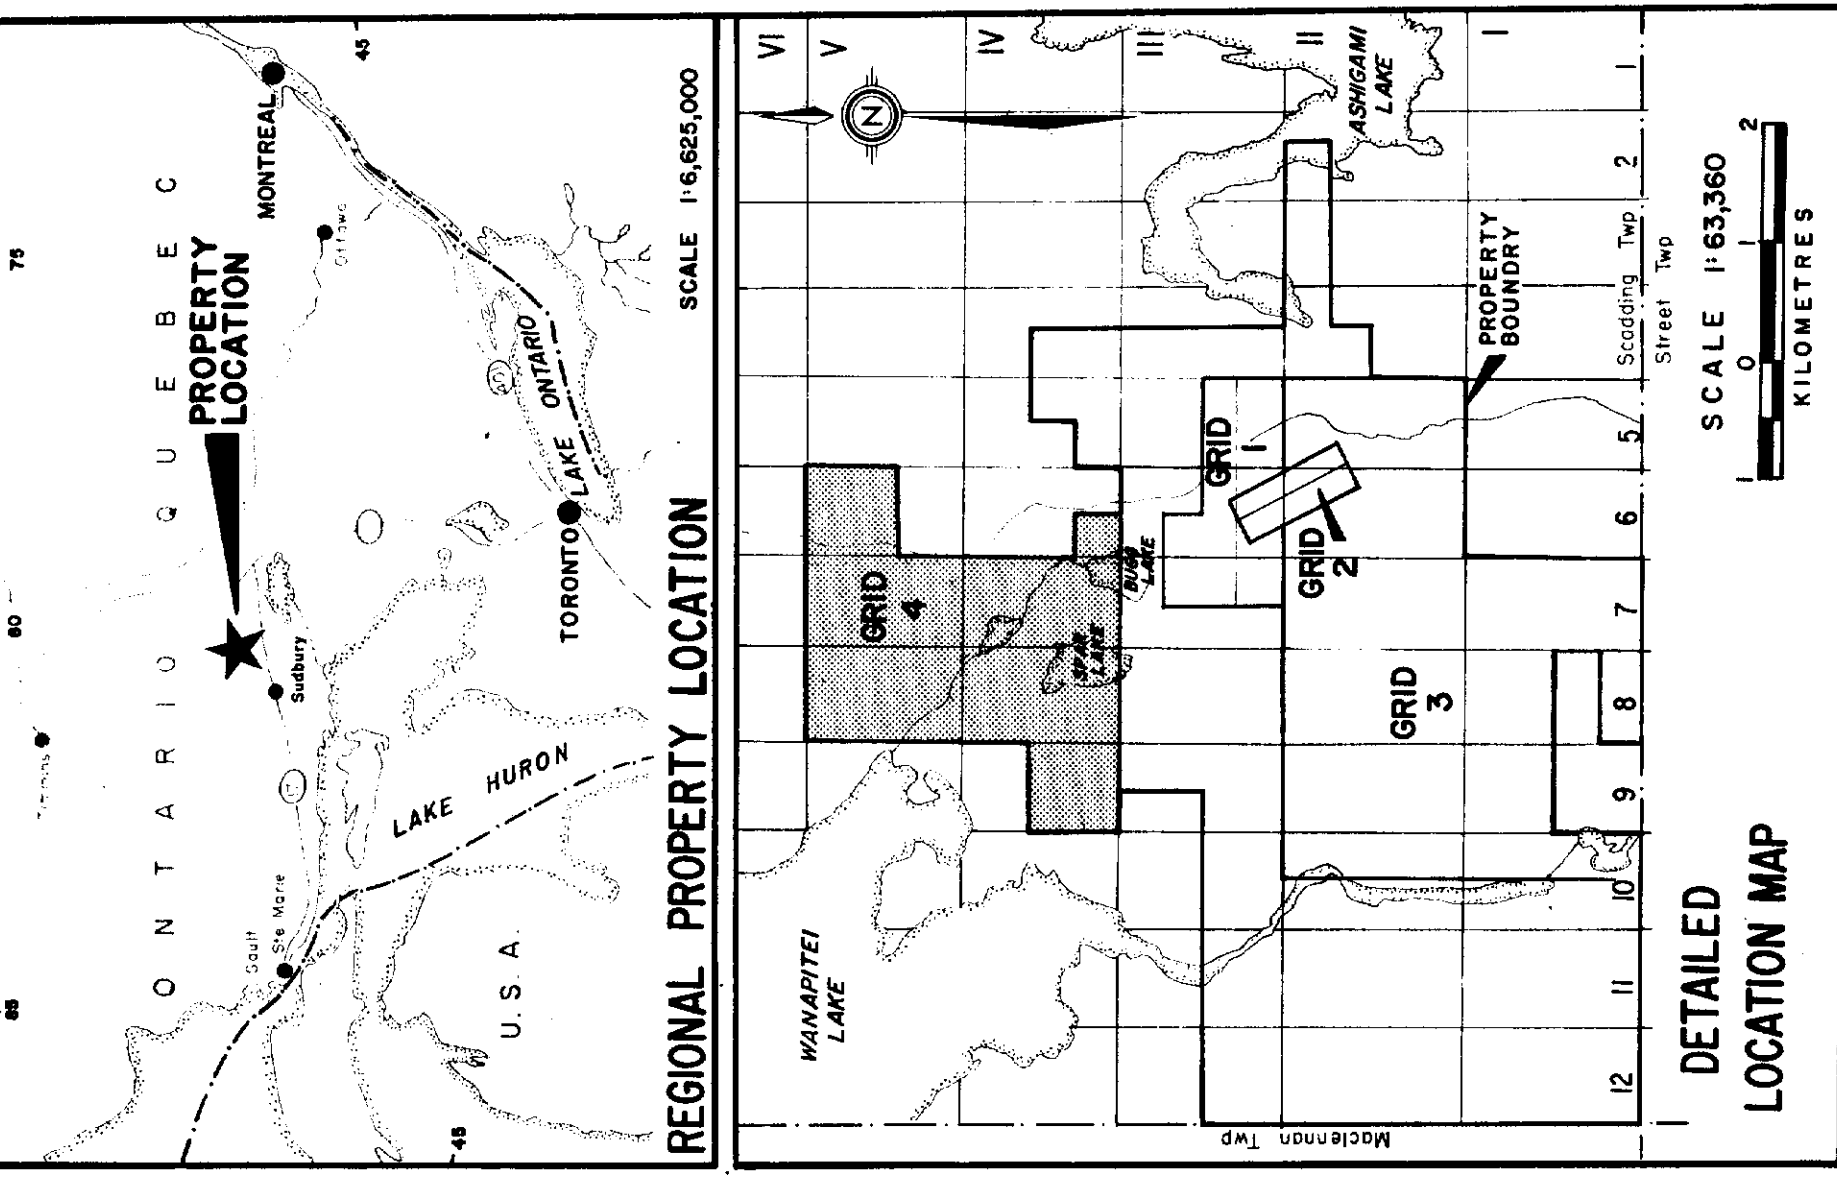 85
80
75
ONTARIO
QUEBEC
Timmins
PROPERTY
LOCATION
MONTREAL
Ottawa
45
Sudbury
Sault
Ste Marie
17
401
TORONTO
LAKE ONTARIO
LAKE HURON
U.S.A.
45
SCALE 1:6,625,000
REGIONAL PROPERTY LOCATION
VI
V
IV
III
II
I
N
WANAPITEI
LAKE
ASHIGAMI
LAKE
GRID
4
SPAR
LAKE
BUGG
LAKE
GRID
1
GRID
2
GRID
3
PROPERTY
BOUNDRY
Maclennan Twp
12 11 10 9 8 7 6 5 2 1
Scadding Twp
Street Twp
DETAILED
LOCATION MAP
SCALE 1:63,360
1 0 1 2
KILOMETRES